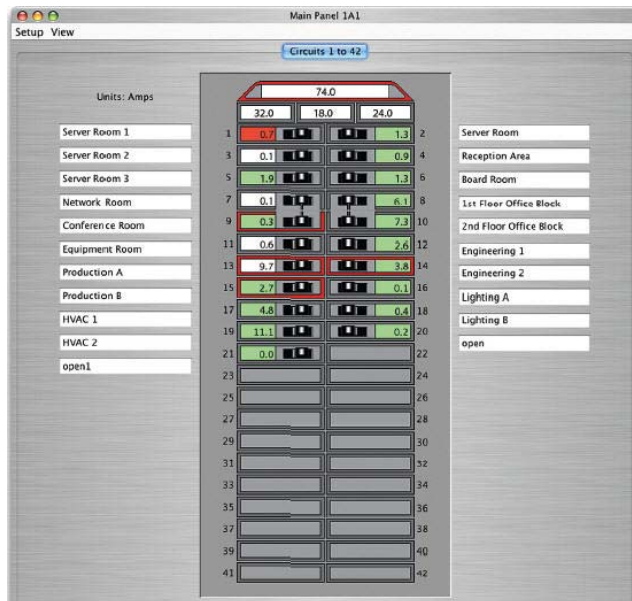 Main Panel 1A1
Setup View
Circuits 1 to 42
Units: Amps
74.0
32.0 18.0 24.0
Server Room 1 1 0.7 1.3 2 Server Room
Server Room 2 3 0.1 0.9 4 Reception Area
Server Room 3 5 1.9 1.3 6 Board Room
Network Room 7 0.1 6.1 8 1st Floor Office Block
Conference Room 9 0.3 7.3 10 2nd Floor Office Block
Equipment Room 11 0.6 2.6 12 Engineering 1
Production A 13 9.7 3.8 14 Engineering 2
Production B 15 2.7 0.1 16 Lighting A
HVAC 1 17 4.8 0.4 18 Lighting B
HVAC 2 19 11.1 0.2 20 open
open1 21 0.0 22
23 24
25 26
27 28
29 30
31 32
33 34
35 36
37 38
39 40
41 42